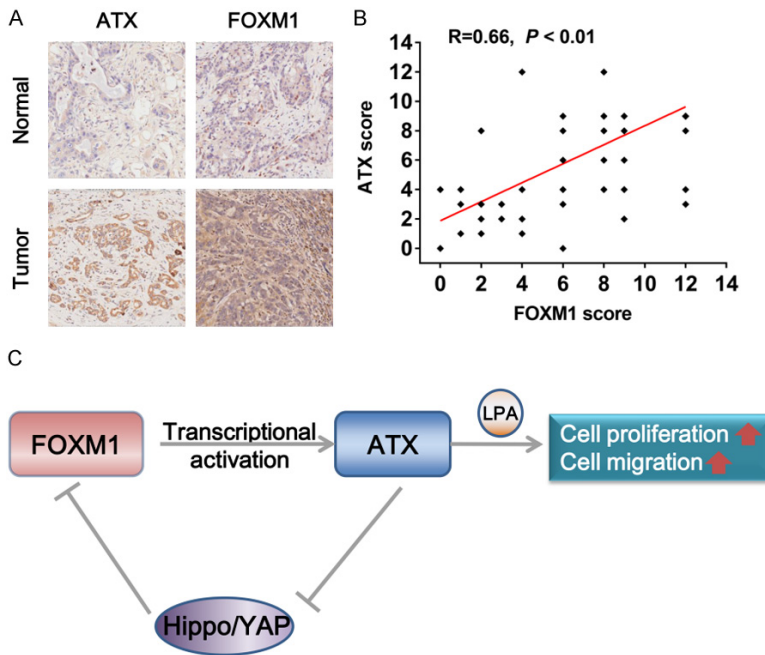 A
ATX
FOXM1
Normal
Tumor
B
R=0.66, P < 0.01
ATX score
14
12
10
8
6
4
2
0
0 2 4 6 8 10 12 14
FOXM1 score
C
FOXM1
Transcriptional
activation
ATX
LPA
Cell proliferation
Cell migration
Hippo/YAP